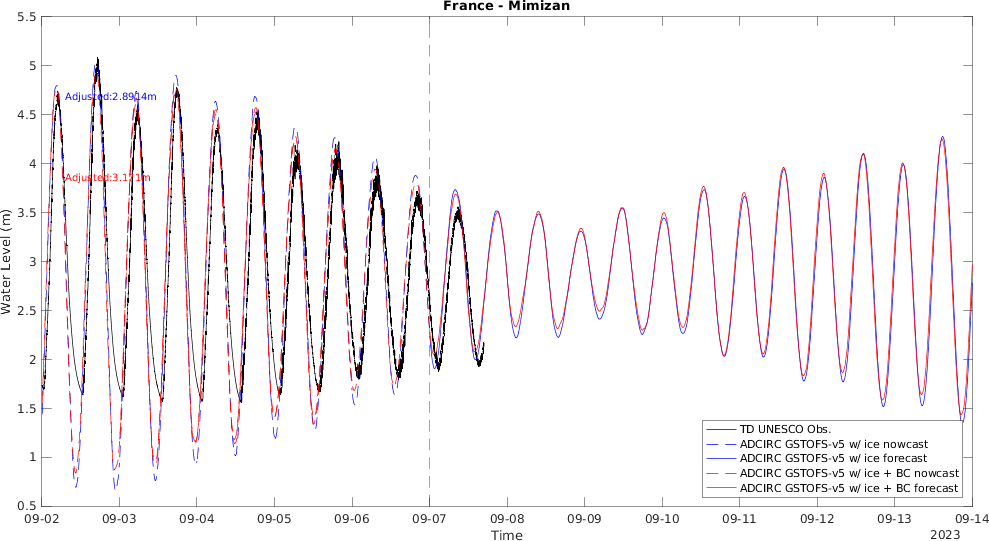 France - Mimizan
5.5
5
4.5
4
3.5
3
2.5
2
1.5
1
0.5
Water Level (m)
Adjusted:2.8914m
Adjusted:3.171m
TD UNESCO Obs.
ADCIRC GSTOFS-v5 w/ ice nowcast
ADCIRC GSTOFS-v5 w/ ice forecast
ADCIRC GSTOFS-v5 w/ ice + BC nowcast
ADCIRC GSTOFS-v5 w/ ice + BC forecast
09-02 09-03 09-04 09-05 09-06 09-07 09-08 09-09 09-10 09-11 09-12 09-13 09-14
Time
2023